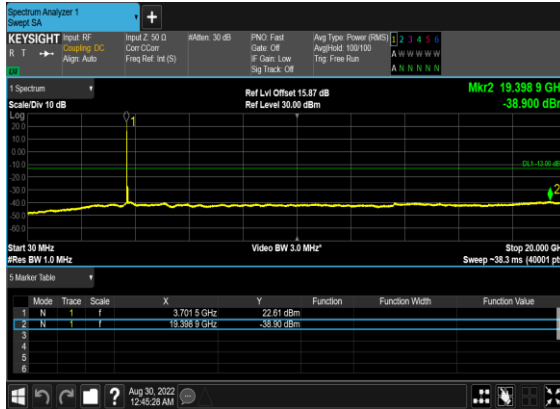 Spectrum Analyzer 1
Swept SA
+
KEYSIGHT Input: RF Input Z: 50 Ω #Atten: 30 dB PNO: Fast Avg Type: Power (RMS) 1 2 3 4 5 6
R T Coupling: DC Corr CCorr Gate: Off Avg|Hold: 100/100 A W W W W W
Align: Auto Freq Ref: Int (S) IF Gain: Low Trig: Free Run
LU Sig Track: Off A N N N N N
1 Spectrum Ref Lvl Offset 15.87 dB Mkr2 19.398 9 GHz
Scale/Div 10 dB Ref Level 30.00 dBm -38.900 dBm
Log
20.0
10.0
0.00
-10.0
-20.0
-30.0
-40.0
-50.0
-60.0
1
DL1 -13.00 dB
2
Start 30 MHz Video BW 3.0 MHz* Stop 20.000 GH
#Res BW 1.0 MHz Sweep ~38.3 ms (40001 pt
5 Marker Table
Mode Trace Scale X Y Function Function Width Function Value
1 N 1 f 3.701 5 GHz 22.61 dBm
2 N 1 f 19.398 9 GHz -38.90 dBm
3
4
5
6
? Aug 30, 2022
12:45:28 AM